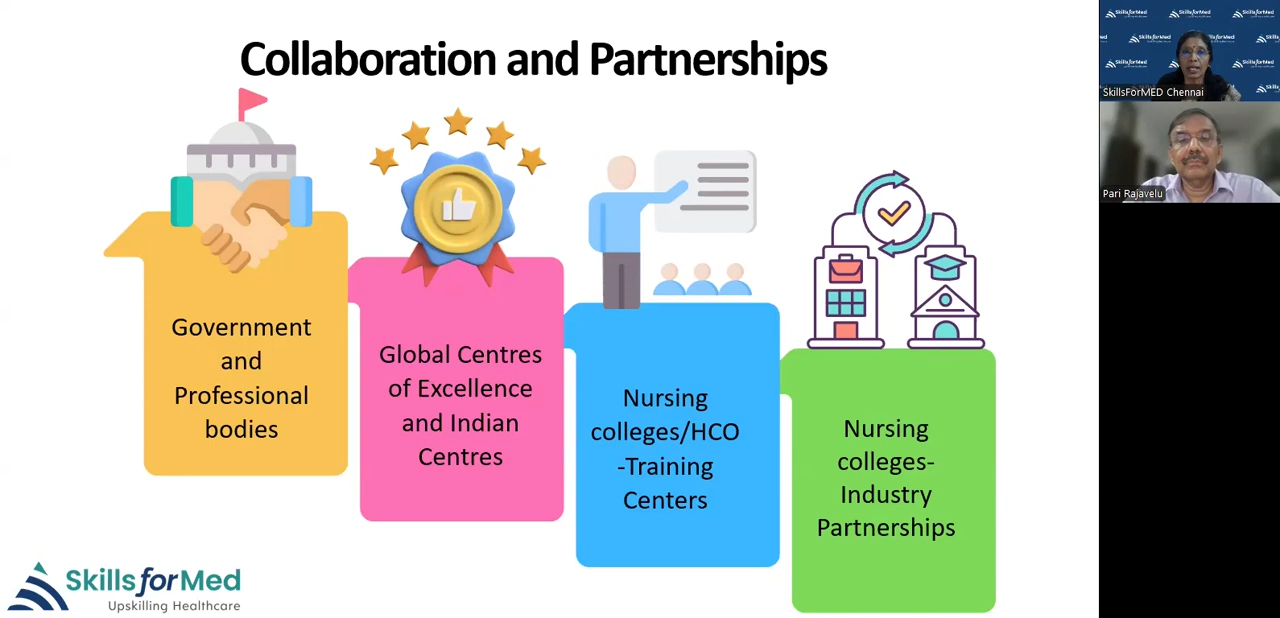 Collaboration and Partnerships
Government
and
Professional
bodies
Global Centres
of Excellence
and Indian
Centres
Nursing
colleges/HCO
-Training
Centers
Nursing
colleges-
Industry
Partnerships
SkillsforMed
Upskilling Healthcare
SkillsForMED Chennai
Pari Rajavelu